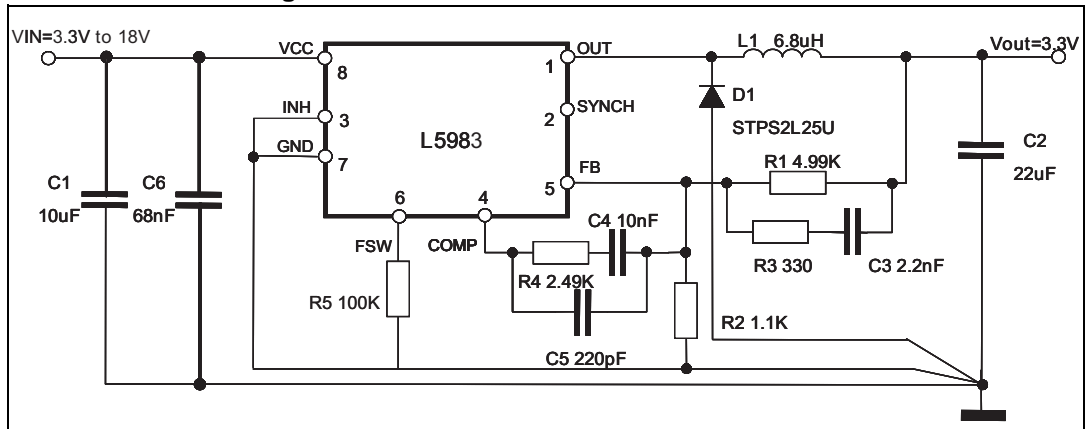 VIN=3.3V to 18V
VCC
8
OUT
1
L1 6.8uH
Vout=3.3V
INH
3
SYNCH
2
D1
STPS2L25U
L5983
GND
7
FB
5
R1 4.99K
C2
22uF
C1
10uF
C6
68nF
6
4
FSW
COMP
C4 10nF
R3 330
C3 2.2nF
R4 2.49K
R5 100K
R2 1.1K
C5 220pF